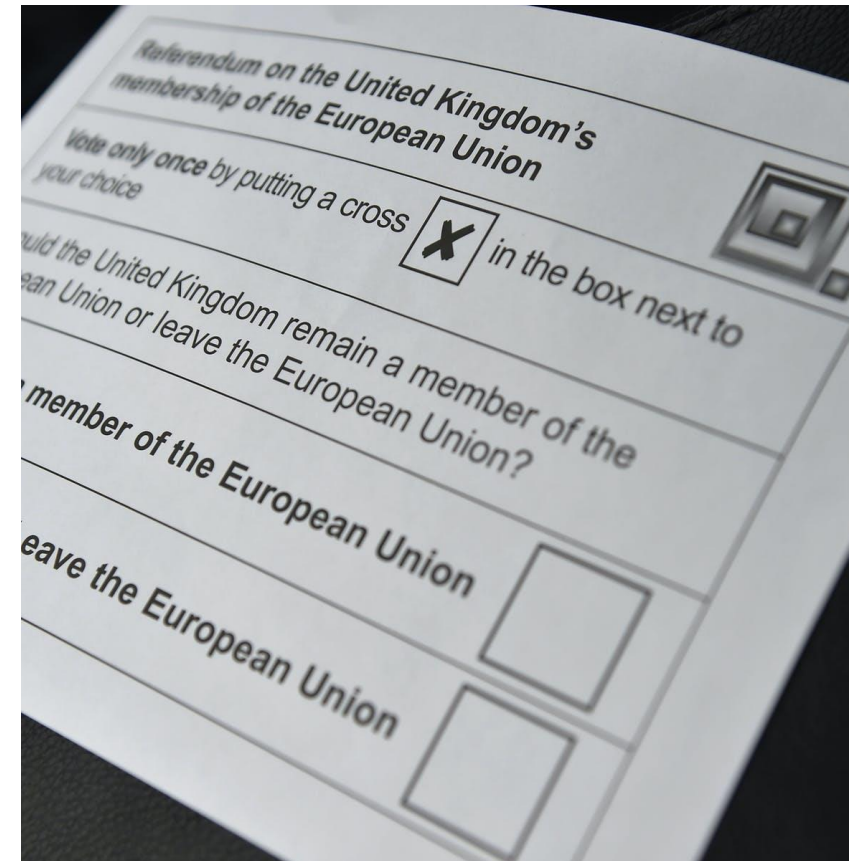 Referendum on the United Kingdom's
membership of the European Union
Vote only once by putting a cross X in the box next to
your choice
uld the United Kingdom remain a member of the
ean Union or leave the European Union?
member of the European Union
eave the European Union